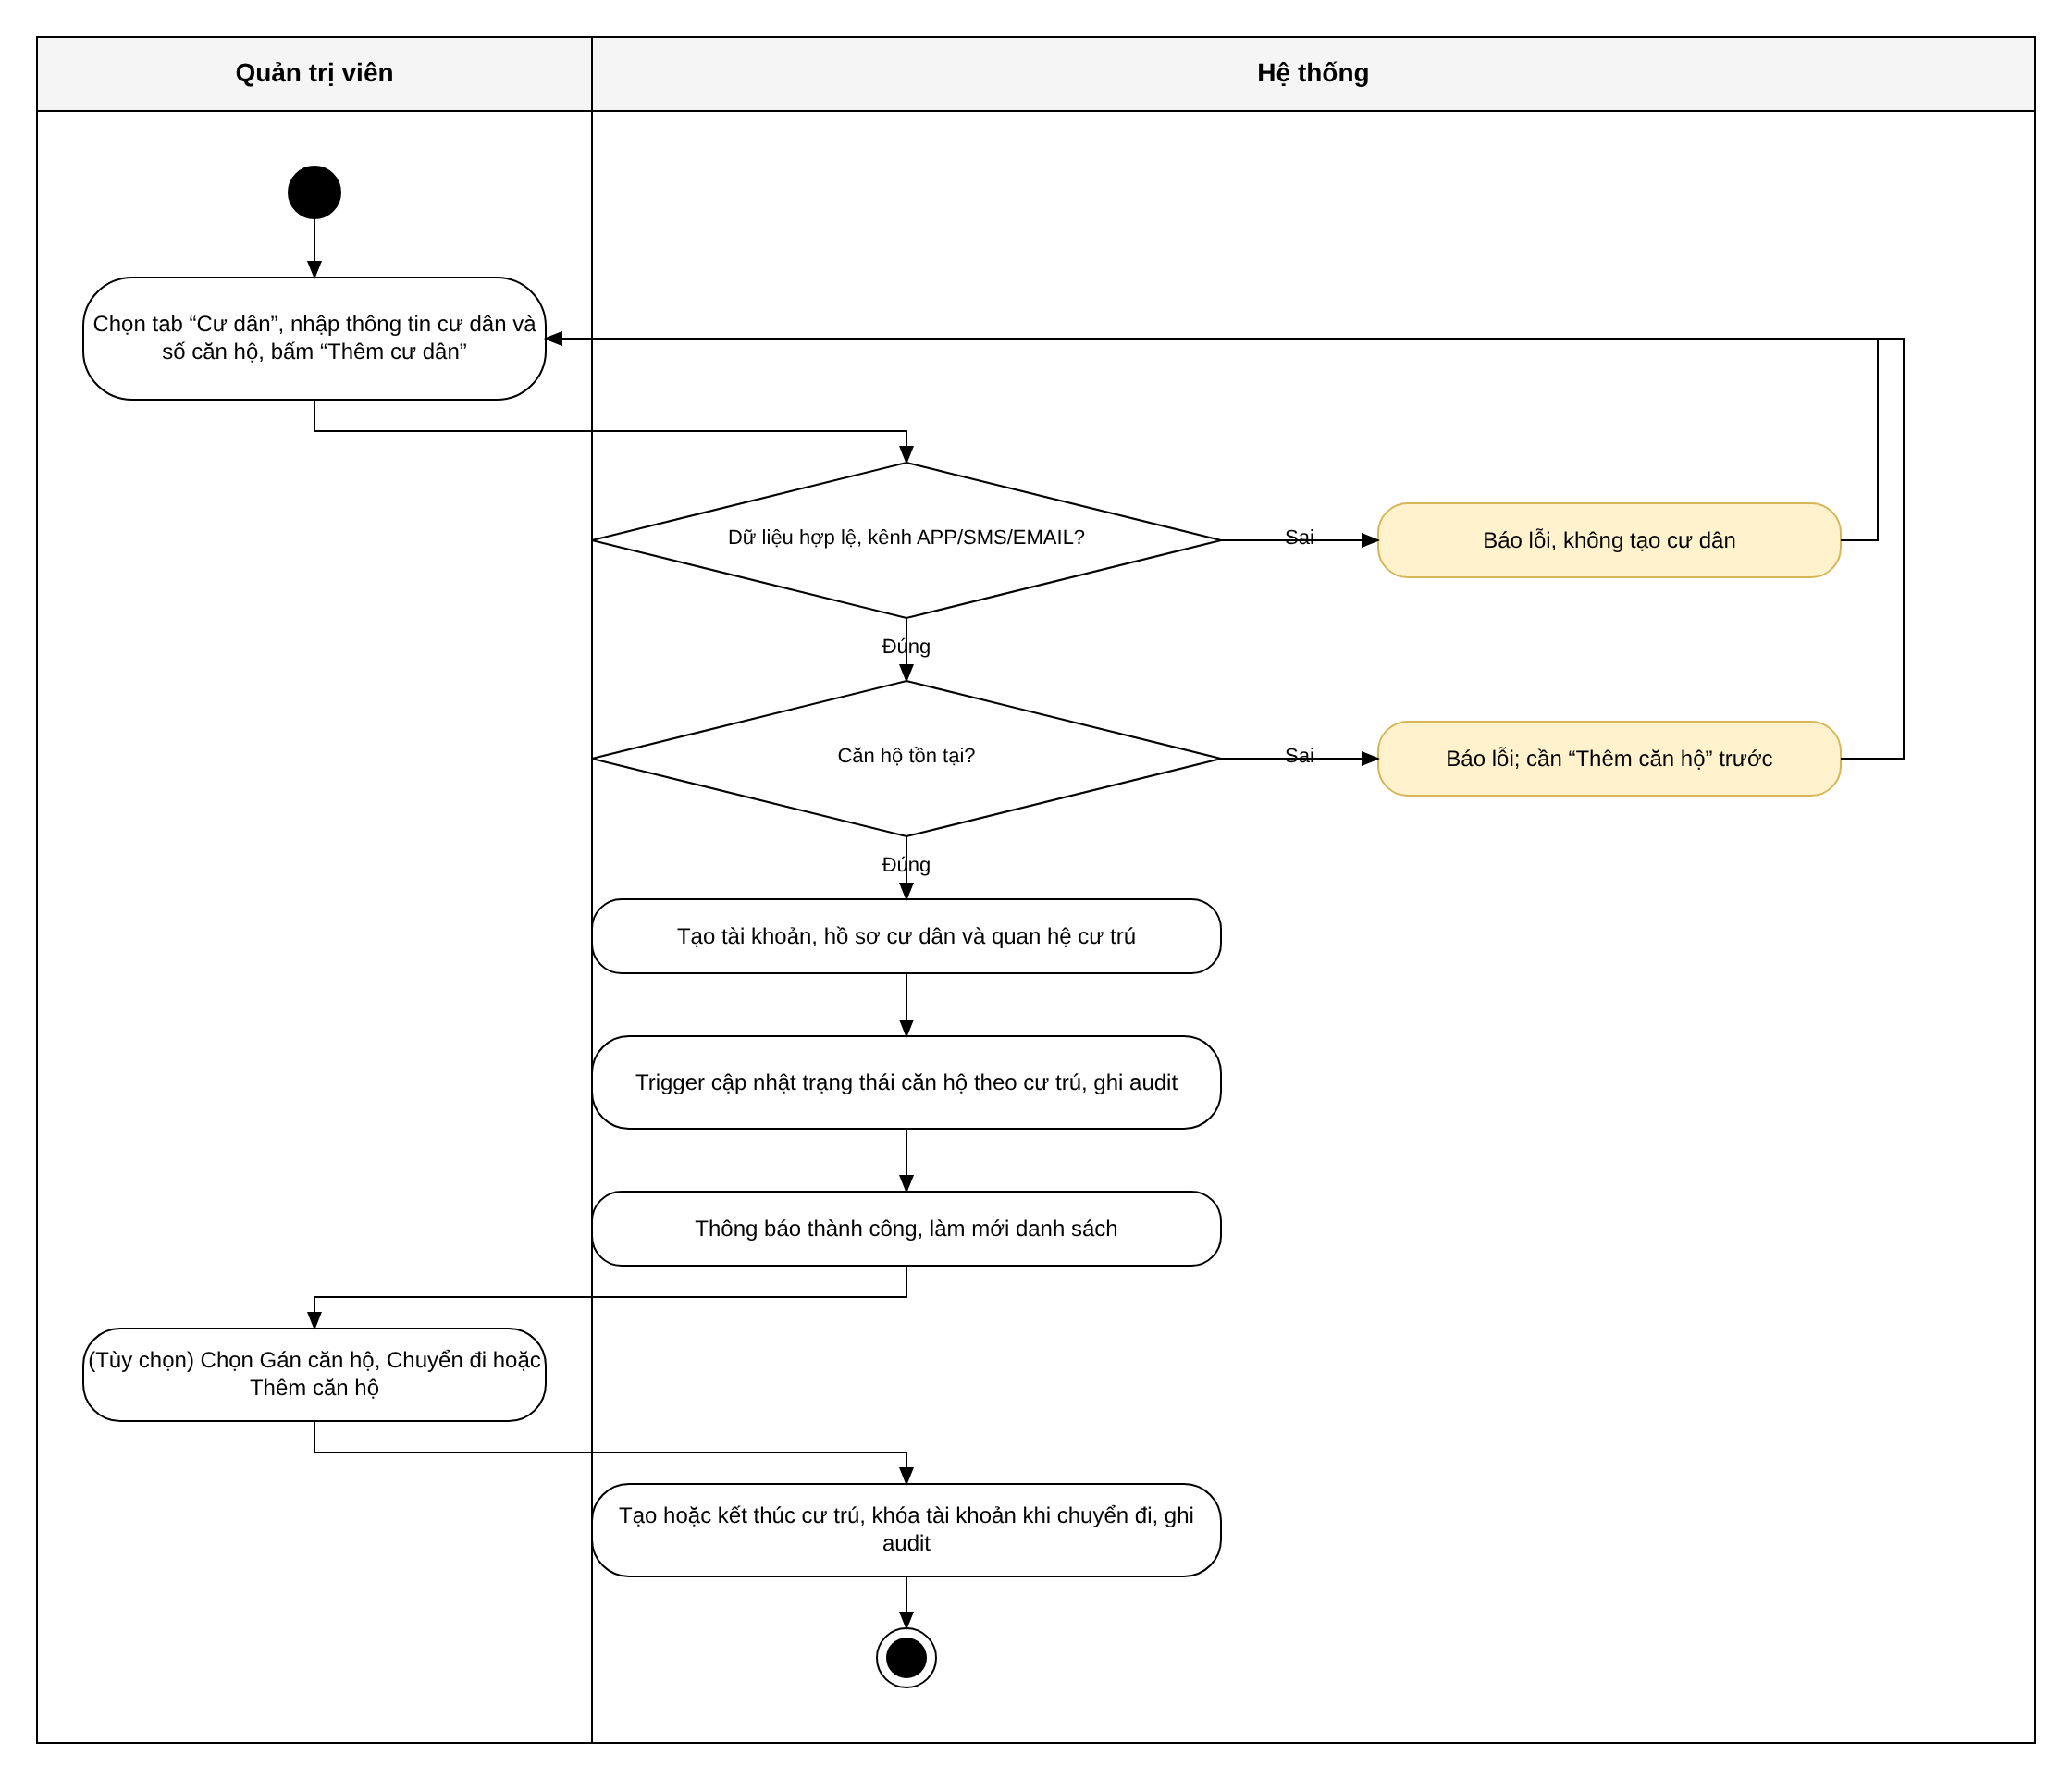 Quản trị viên
Hệ thống
Chọn tab “Cư dân”, nhập thông tin cư dân và
số căn hộ, bấm “Thêm cư dân”
Dữ liệu hợp lệ, kênh APP/SMS/EMAIL?
Sai
Báo lỗi, không tạo cư dân
Đúng
Căn hộ tồn tại?
Sai
Báo lỗi; cần “Thêm căn hộ” trước
Đúng
Tạo tài khoản, hồ sơ cư dân và quan hệ cư trú
Trigger cập nhật trạng thái căn hộ theo cư trú, ghi audit
Thông báo thành công, làm mới danh sách
(Tùy chọn) Chọn Gán căn hộ, Chuyển đi hoặc
Thêm căn hộ
Tạo hoặc kết thúc cư trú, khóa tài khoản khi chuyển đi, ghi
audit